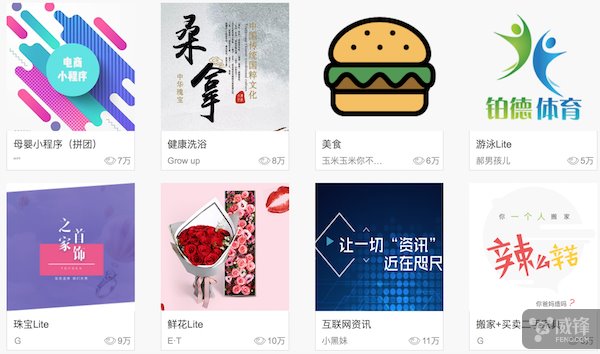 电商
小程序
母婴小程序（拼团）
7万
桑拿
中国传统国粹文化
中华瑰宝
健康洗浴
Grow up
8万
美食
玉米玉米你不…
6万
铂德体育
游泳Lite
郝男孩儿
5万
之家
首饰
珠宝Lite
G
9万
鲜花Lite
E·T
10万
让一切“资讯”
近在咫尺
互联网资讯
小黑妹
11万
你一个人搬家
辣么辛苦
你爸妈造吗?
搬家+买卖二手
G
威锋
FENG.COM